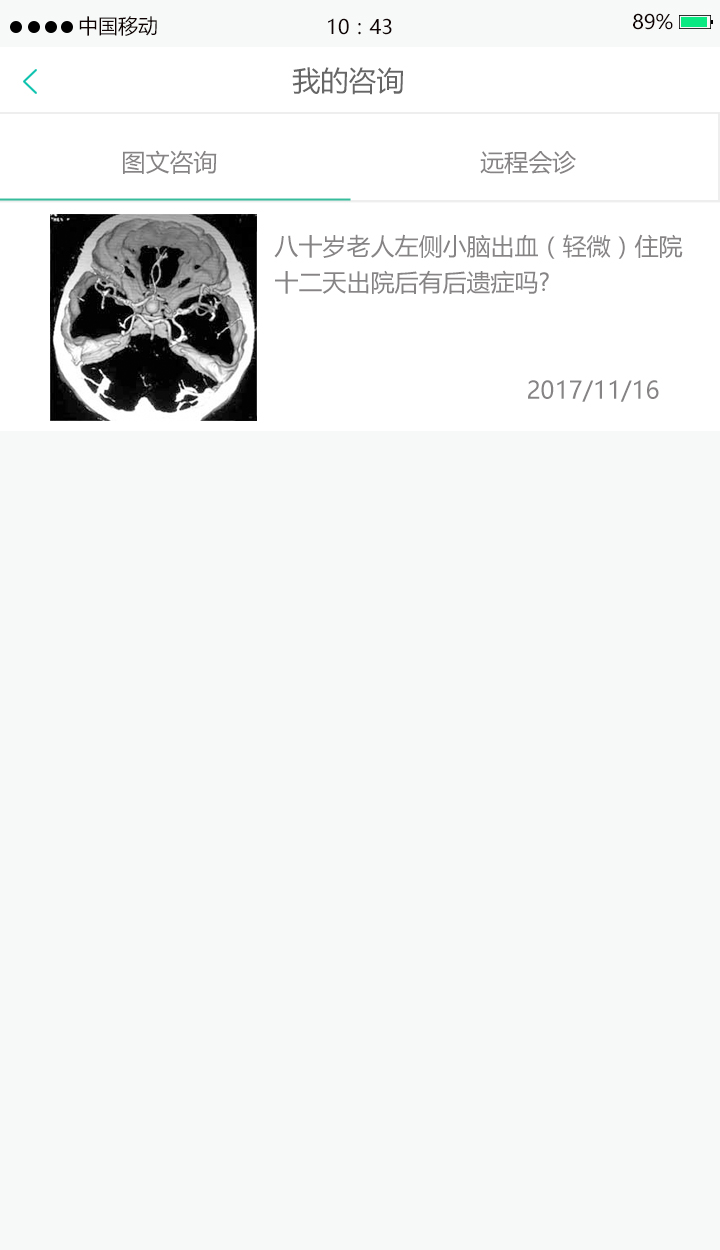 中国移动 10：43 89%
我的咨询
图文咨询 远程会诊
八十岁老人左侧小脑出血（轻微）住院
十二天出院后有后遗症吗?
2017/11/16